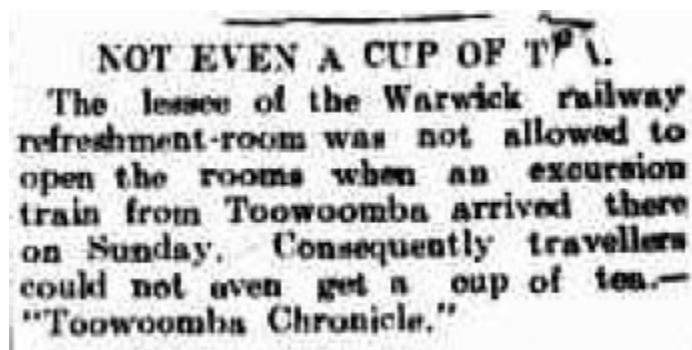 NOT EVEN A CUP OF TEA.
The lessee of the Warwick railway
refreshment-room was not allowed to
open the rooms when an excursion
train from Toowoomba arrived there
on Sunday. Consequently travellers
could not even get a cup of tea.—
"Toowoomba Chronicle."